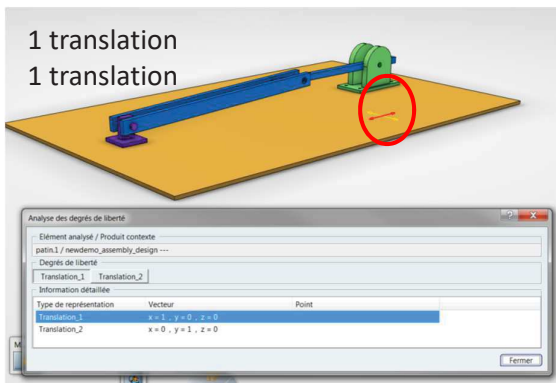 1 translation
1 translation
Analyse des degrés de liberté
Elément analysé / Produit contexte
patin.1 / newdemo_assembly_design ---
Degrés de liberté
Translation_1 Translation_2
Information détaillée
Type de représentation Vecteur Point
Translation_1 x = 1 , y = 0 , z = 0
Translation_2 x = 0 , y = 1 , z = 0
M
Fermer